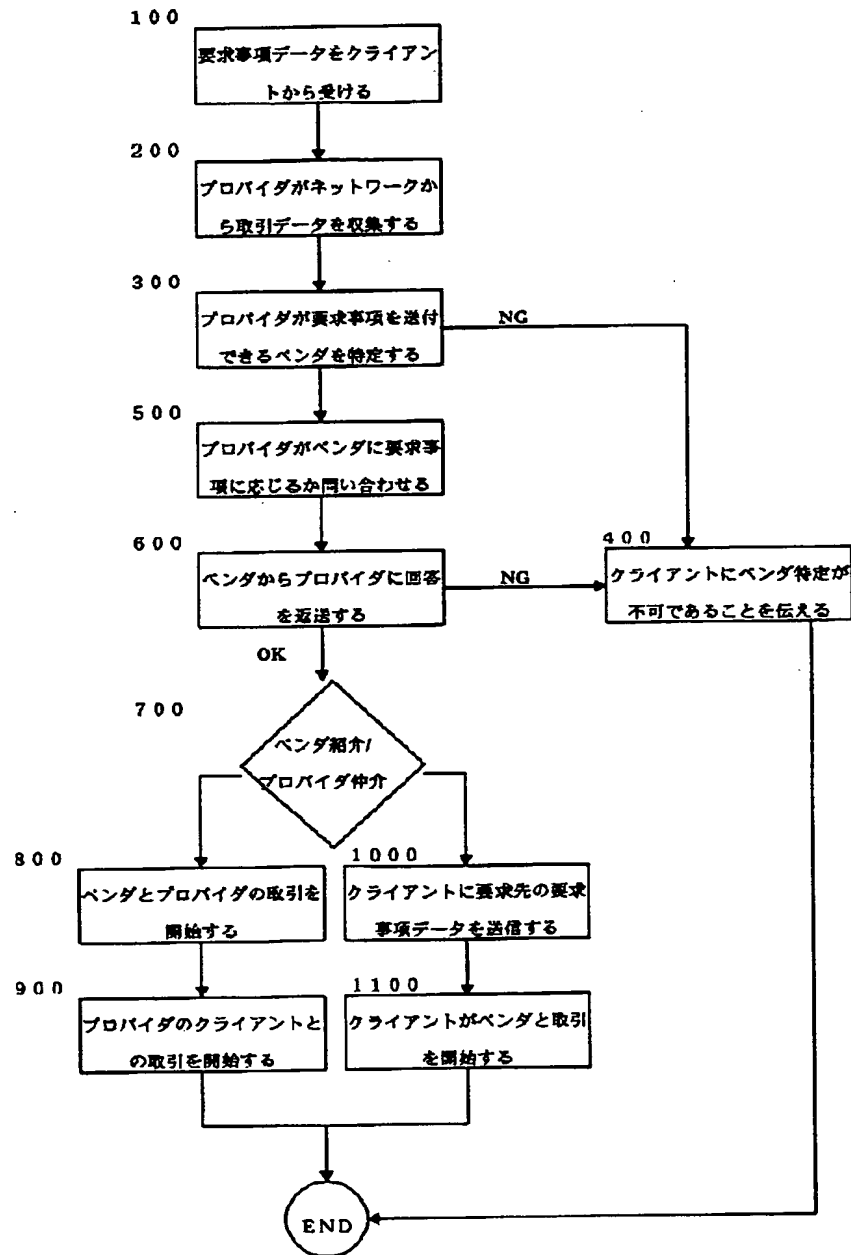 100
要求事項データをクライアン
トから受ける
200
プロバイダがネットワークか
ら取引データを収集する
300
プロバイダが要求事項を送付
できるベンダを特定する
NG
500
プロバイダがベンダに要求事
項に応じるか問い合わせる
600
ベンダからプロバイダに回答
を返送する
NG
400
クライアントにベンダ特定が
不可であることを伝える
OK
700
ベンダ紹介/
プロバイダ仲介
800
ベンダとプロバイダの取引を
開始する
1000
クライアントに要求先の要求
事項データを送信する
900
プロバイダのクライアントと
の取引を開始する
1100
クライアントがベンダと取引
を開始する
END